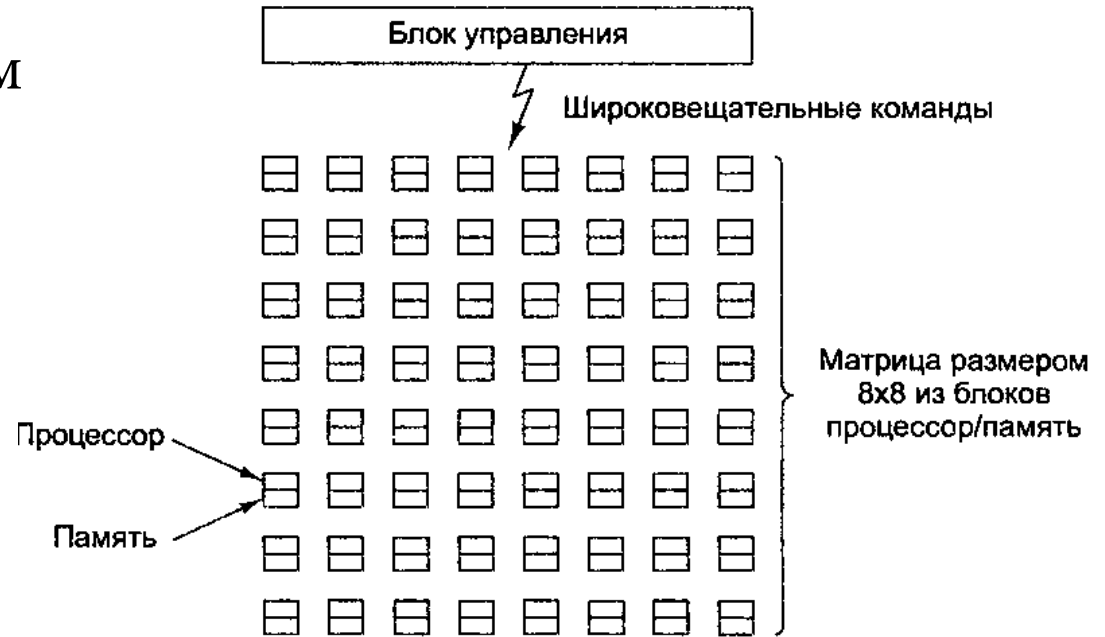 Блок управления
м
Широковещательные команды
Матрица размером
8x8 из блоков
процессор/память
Процессор
Память